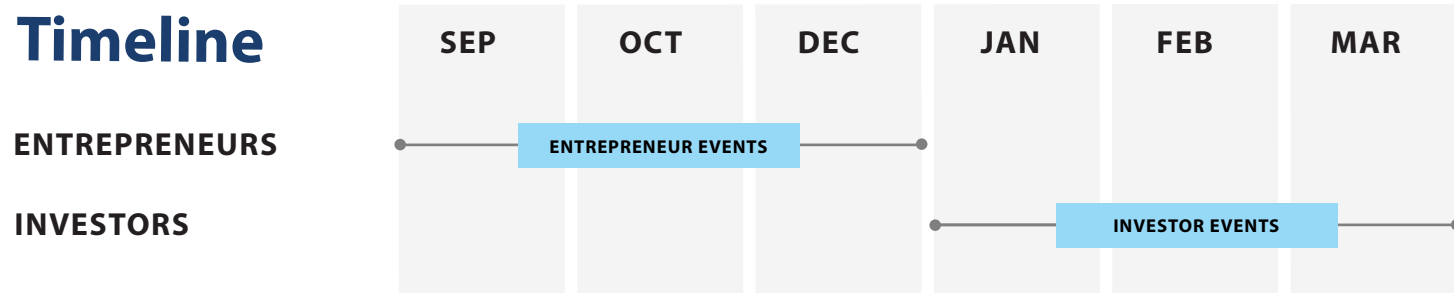 Timeline
SEP OCT DEC JAN FEB MAR
ENTREPRENEURS
ENTREPRENEUR EVENTS
INVESTORS
INVESTOR EVENTS